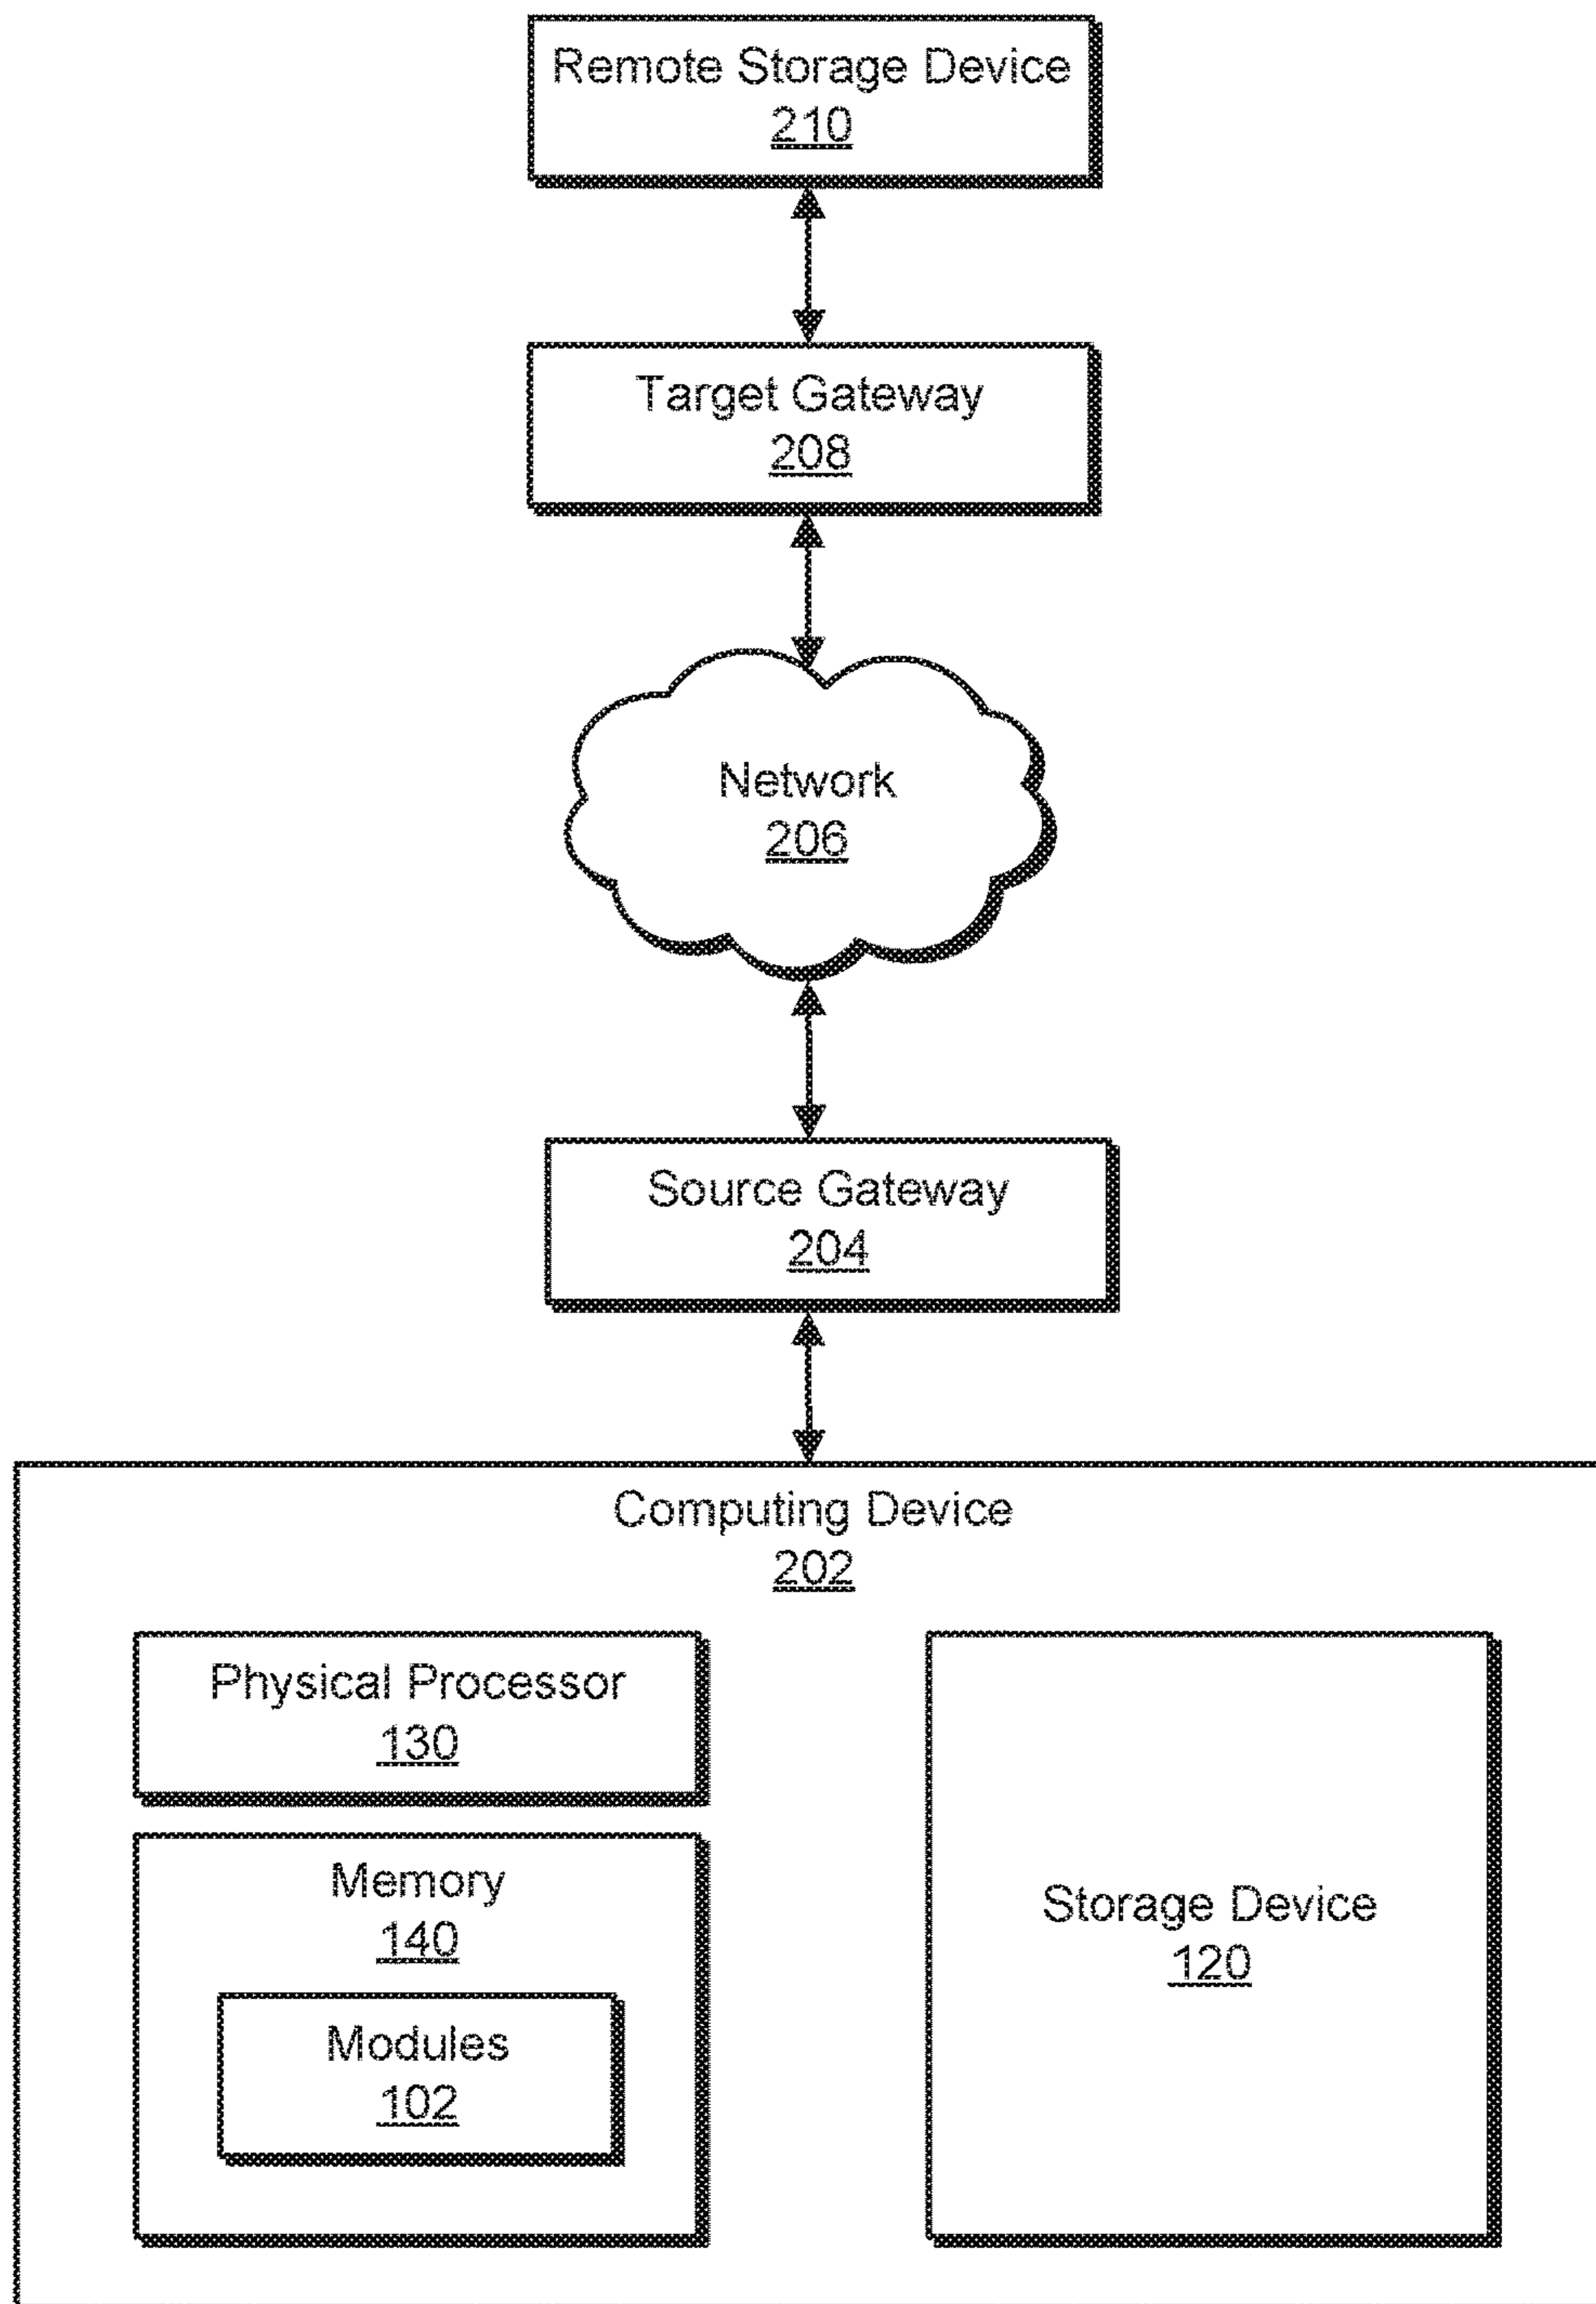 Remote Storage Device
210
Target Gateway
208
Network
206
Source Gateway
204
Computing Device
202
Physical Processor
130
Memory
140
Modules
102
Storage Device
120